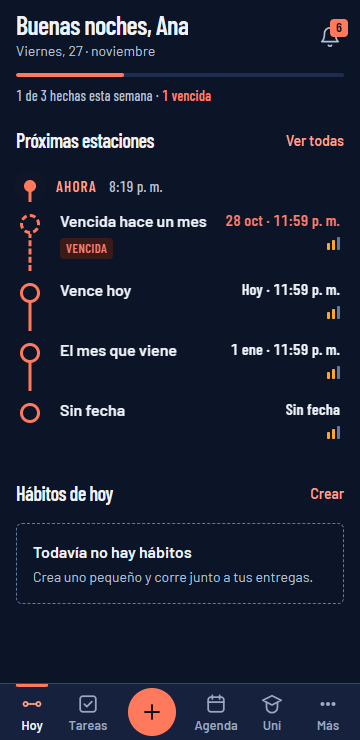 Buenas noches, Ana
6
Viernes, 27 · noviembre
1 de 3 hechas esta semana · 1 vencida
Próximas estaciones Ver todas
AHORA 8:19 p. m.
Vencida hace un mes 28 oct · 11:59 p. m.
VENCIDA
Vence hoy Hoy · 11:59 p. m.
El mes que viene 1 ene · 11:59 p. m.
Sin fecha Sin fecha
Hábitos de hoy Crear
Todavía no hay hábitos
Crea uno pequeño y corre junto a tus entregas.
Hoy Tareas Agenda Uni Más